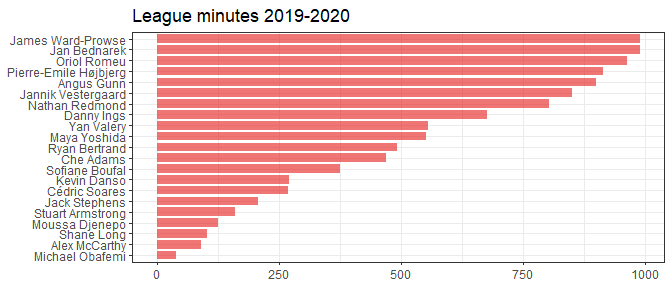 League minutes 2019-2020
James Ward-Prowse
Jan Bednarek
Oriol Romeu
Pierre-Emile Højbjerg
Angus Gunn
Jannik Vestergaard
Nathan Redmond
Danny Ings
Yan Valery
Maya Yoshida
Ryan Bertrand
Che Adams
Sofiane Boufal
Kevin Danso
Cédric Soares
Jack Stephens
Stuart Armstrong
Moussa Djenepo
Shane Long
Alex McCarthy
Michael Obafemi
0 250 500 750 1000